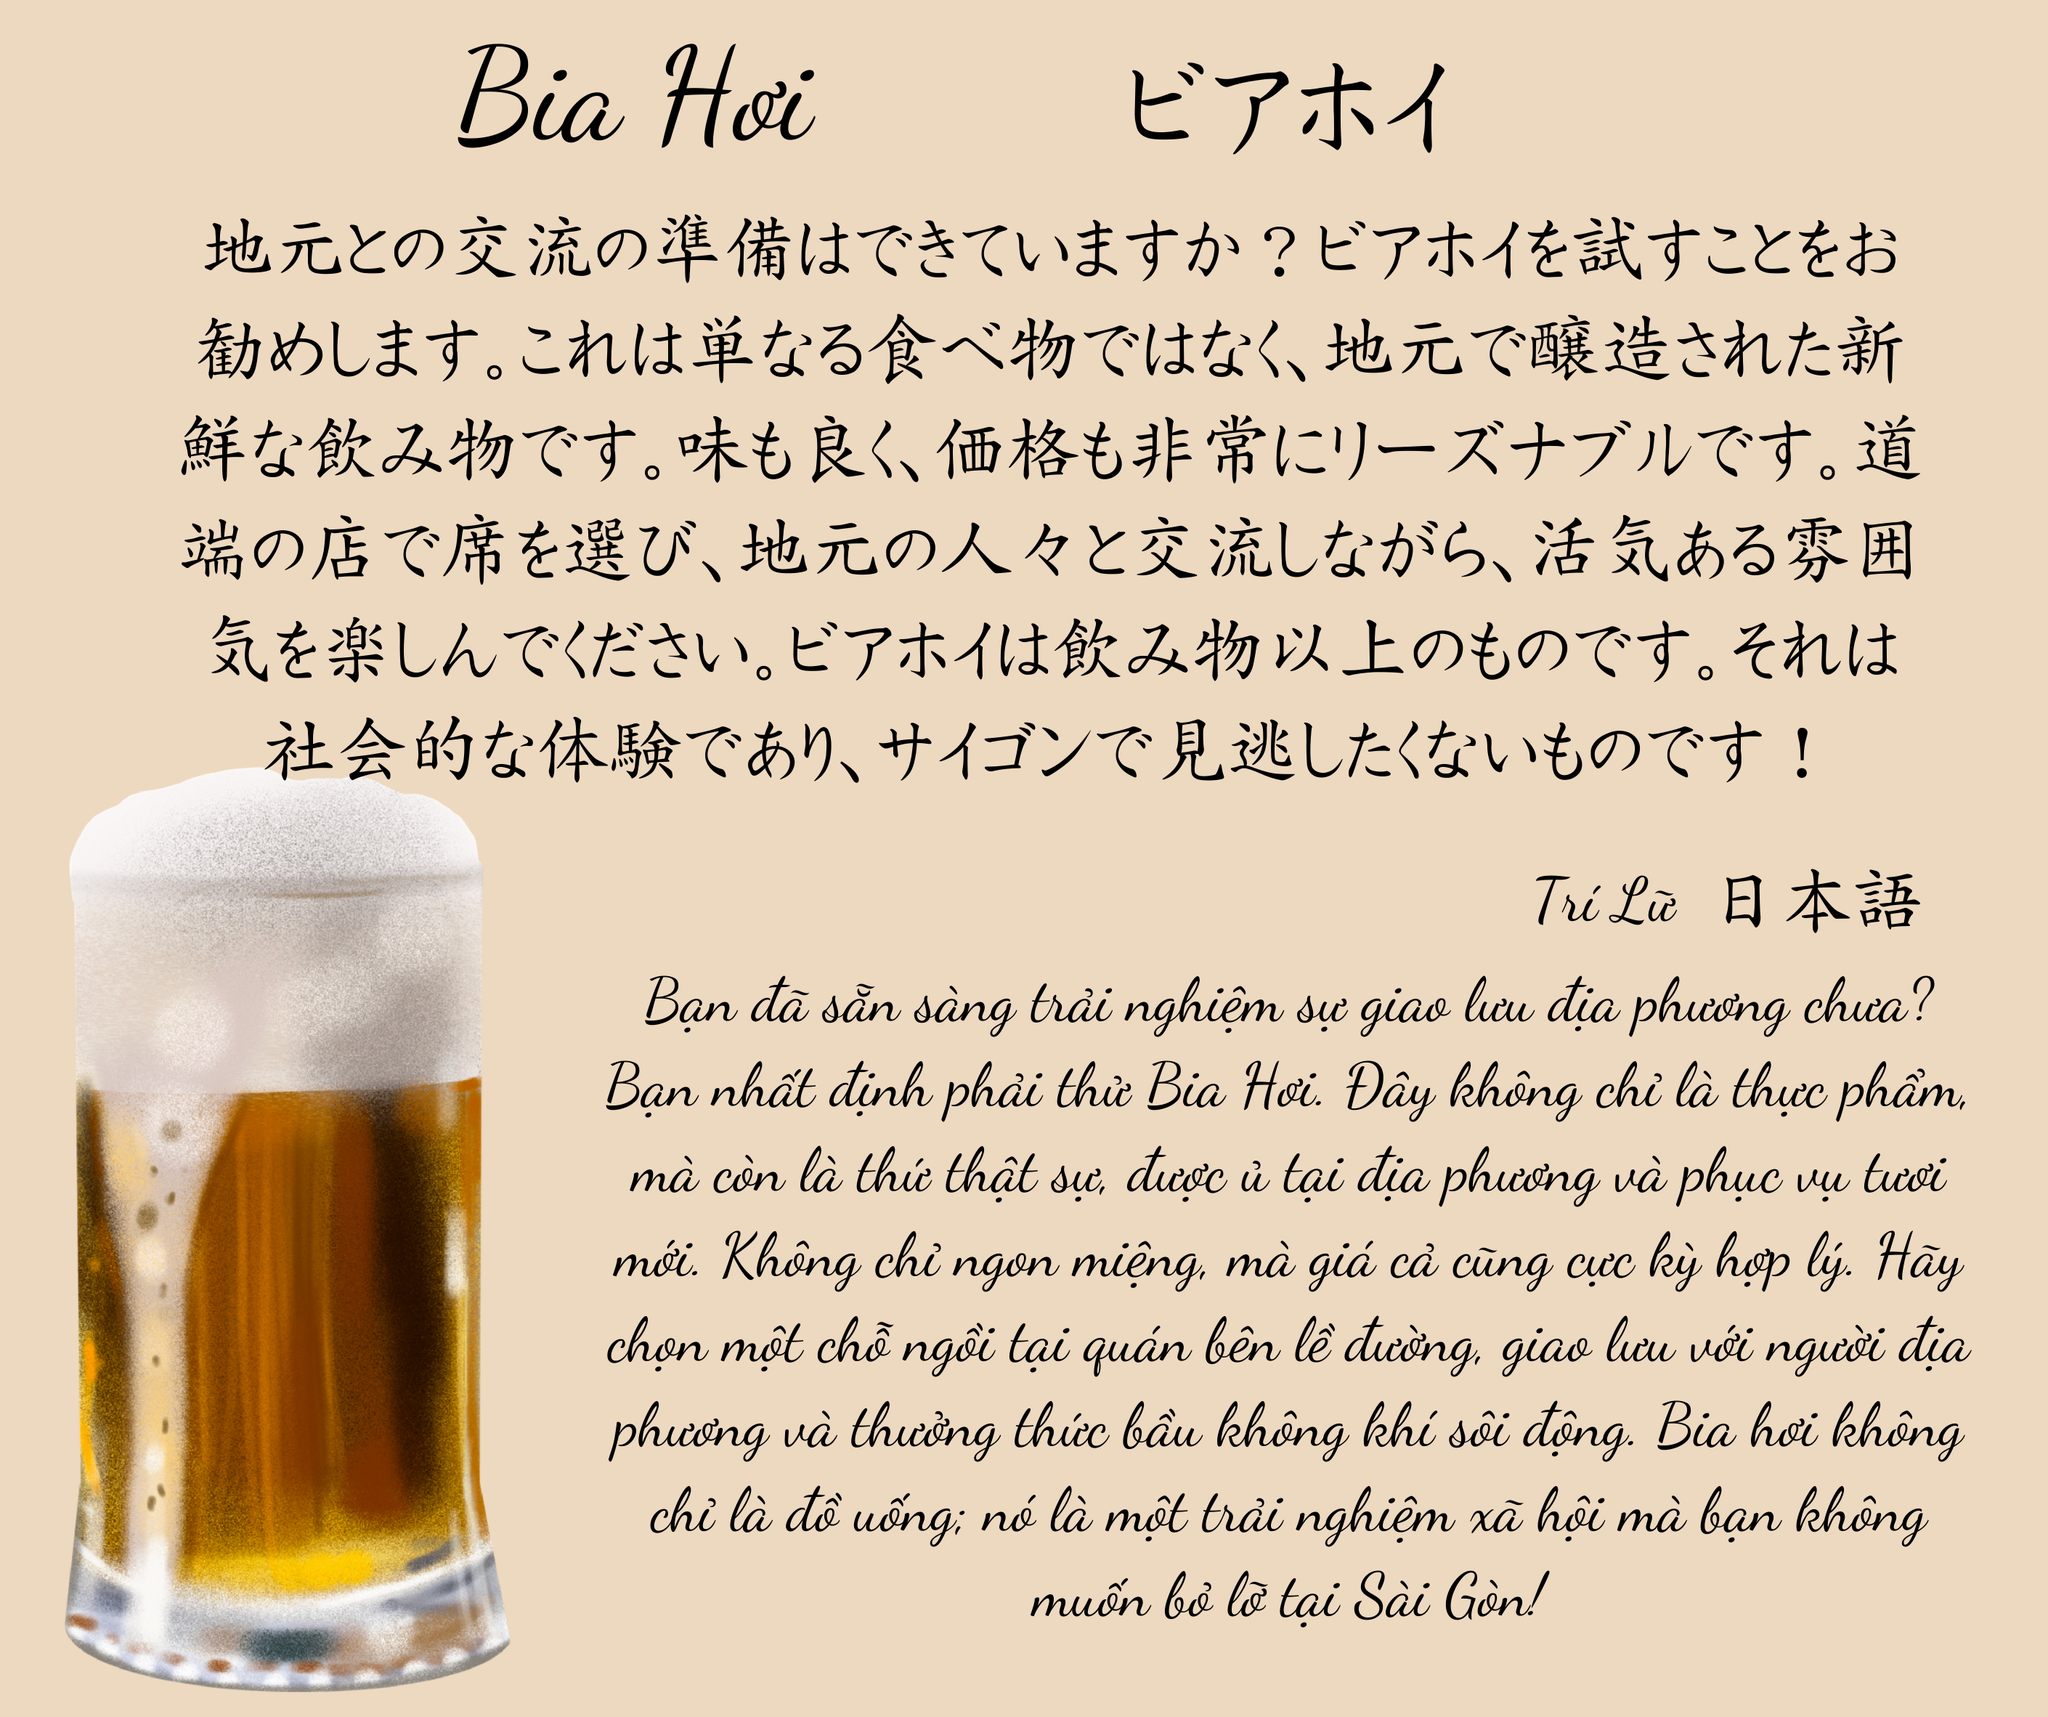 Bia Hơi ビアホイ
地元との交流の準備はできていますか？ビアホイを試すことをお
勧めします。これは単なる食べ物ではなく、地元で醸造された新
鮮な飲み物です。味も良く、価格も非常にリーズナブルです。道
端の店で席を選び、地元の人々と交流しながら、活気ある雰囲
気を楽しんでください。ビアホイは飲み物以上のものです。それは
社会的な体験であり、サイゴンで見逃したくないものです！
Trí Lữ 日本語
Bạn đã sẵn sàng trải nghiệm sự giao lưu địa phương chưa?
Bạn nhất định phải thử Bia Hơi. Đây không chỉ là thực phẩm,
mà còn là thứ thật sự, được ủ tại địa phương và phục vụ tươi
mới. Không chỉ ngon miệng, mà giá cả cũng cực kỳ hợp lý. Hãy
chọn một chỗ ngồi tại quán bên lề đường, giao lưu với người địa
phương và thưởng thức bầu không khí sôi động. Bia hơi không
chỉ là đồ uống; nó là một trải nghiệm xã hội mà bạn không
muốn bỏ lỡ tại Sài Gòn!